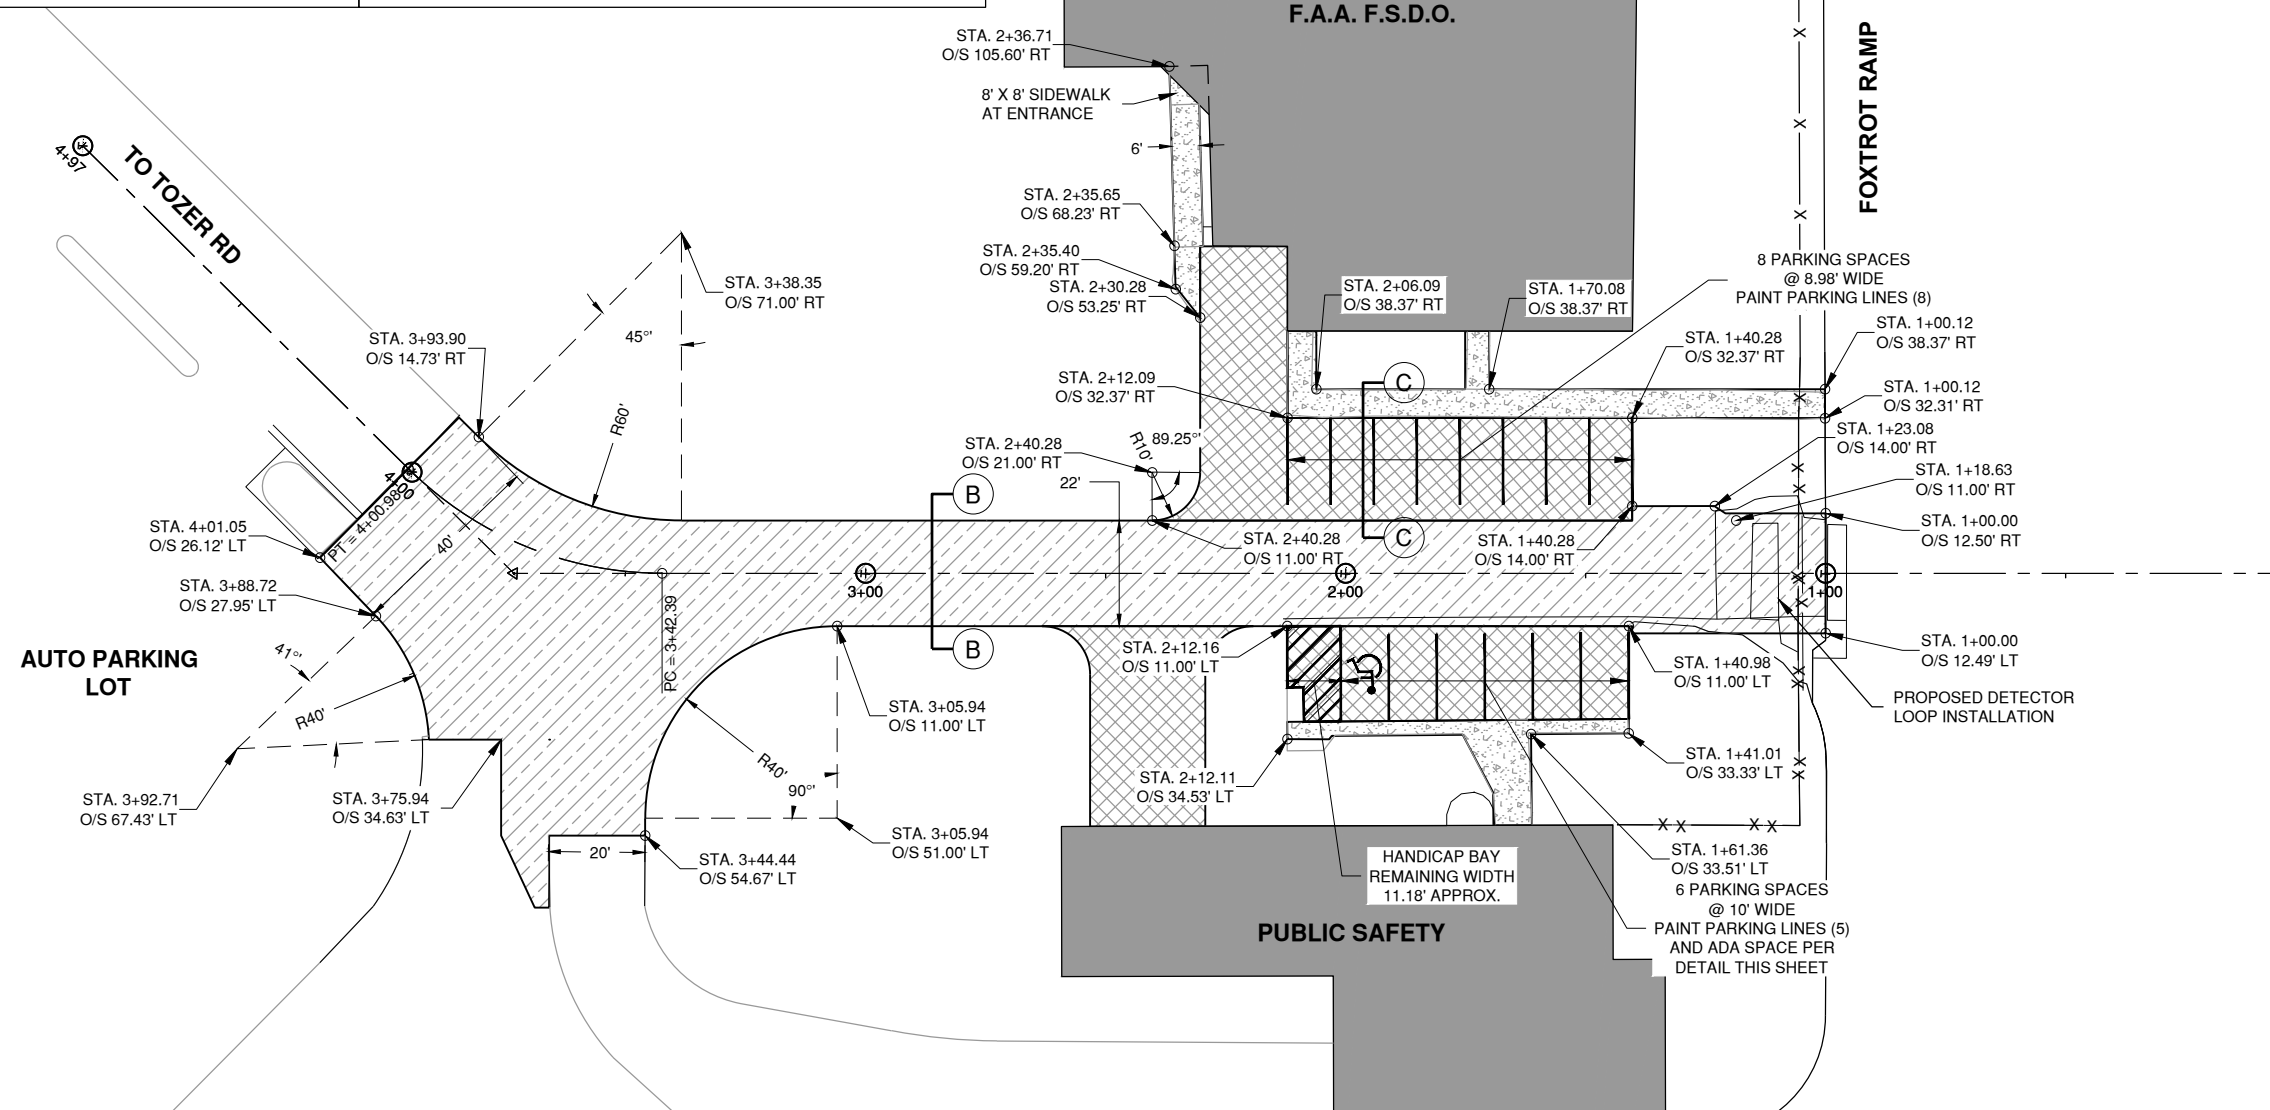 F.A.A. F.S.D.O.
FOXTROT RAMP
STA. 2+36.71
O/S 105.60' RT
8' X 8' SIDEWALK
AT ENTRANCE
6'
4+97
TO TOZER RD
STA. 2+35.65
O/S 68.23' RT
STA. 2+35.40
O/S 59.20' RT
STA. 2+30.28
O/S 53.25' RT
STA. 3+38.35
O/S 71.00' RT
45°'
STA. 3+93.90
O/S 14.73' RT
R60'
STA. 2+06.09
O/S 38.37' RT
STA. 1+70.08
O/S 38.37' RT
8 PARKING SPACES
@ 8.98' WIDE
PAINT PARKING LINES (8)
STA. 1+00.12
O/S 38.37' RT
STA. 1+40.28
O/S 32.37' RT
STA. 2+12.09
O/S 32.37' RT
STA. 1+00.12
O/S 32.31' RT
C
STA. 2+40.28
O/S 21.00' RT
R10'
89.25°'
STA. 1+23.08
O/S 14.00' RT
STA. 1+18.63
O/S 11.00' RT
22'
B
4+00
PT = 4+00.98
STA. 4+01.05
O/S 26.12' LT
40'
STA. 2+40.28
O/S 11.00' RT
C
STA. 1+40.28
O/S 14.00' RT
STA. 1+00.00
O/S 12.50' RT
STA. 3+88.72
O/S 27.95' LT
3+00
2+00
1+00
PC = 3+42.39
AUTO PARKING
LOT
41°'
B
STA. 2+12.16
O/S 11.00' LT
STA. 1+40.98
O/S 11.00' LT
STA. 1+00.00
O/S 12.49' LT
PROPOSED DETECTOR
LOOP INSTALLATION
R40'
STA. 3+05.94
O/S 11.00' LT
R40'
90°'
STA. 1+41.01
O/S 33.33' LT
STA. 2+12.11
O/S 34.53' LT
STA. 3+92.71
O/S 67.43' LT
STA. 3+75.94
O/S 34.63' LT
STA. 3+05.94
O/S 51.00' LT
20'
STA. 3+44.44
O/S 54.67' LT
HANDICAP BAY
REMAINING WIDTH
11.18' APPROX.
STA. 1+61.36
O/S 33.51' LT
6 PARKING SPACES
@ 10' WIDE
PAINT PARKING LINES (5)
AND ADA SPACE PER
DETAIL THIS SHEET
PUBLIC SAFETY